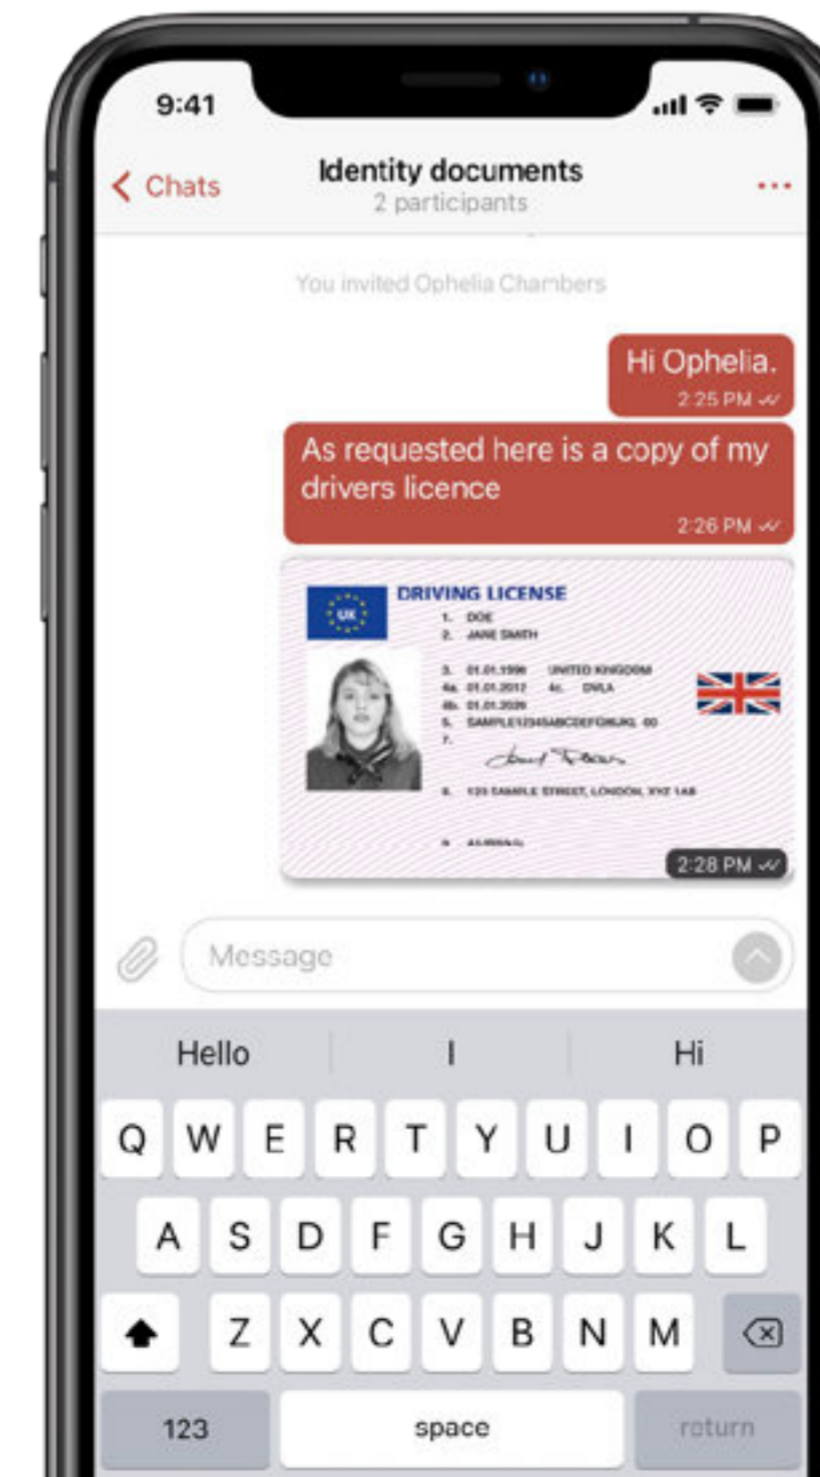 9:41
Chats
Identity documents
2 participants
You invited Ophelia Chambers
Hi Ophelia.
2:25 PM
As requested here is a copy of my
drivers licence
2:26 PM
UK
DRIVING LICENSE
1. DOE
2. JANE SMITH
3. 01.01.1996 UNITED KINGDOM
4a. 01.01.2012 4c. DVLA
4b. 01.01.2026
5.
7.
8. 123 SAMPLE STREET, LONDON, XYZ 1AB
9.
2:28 PM
Message
Hello I Hi
Q W E R T Y U I O P
A S D F G H J K L
Z X C V B N M
123 space return